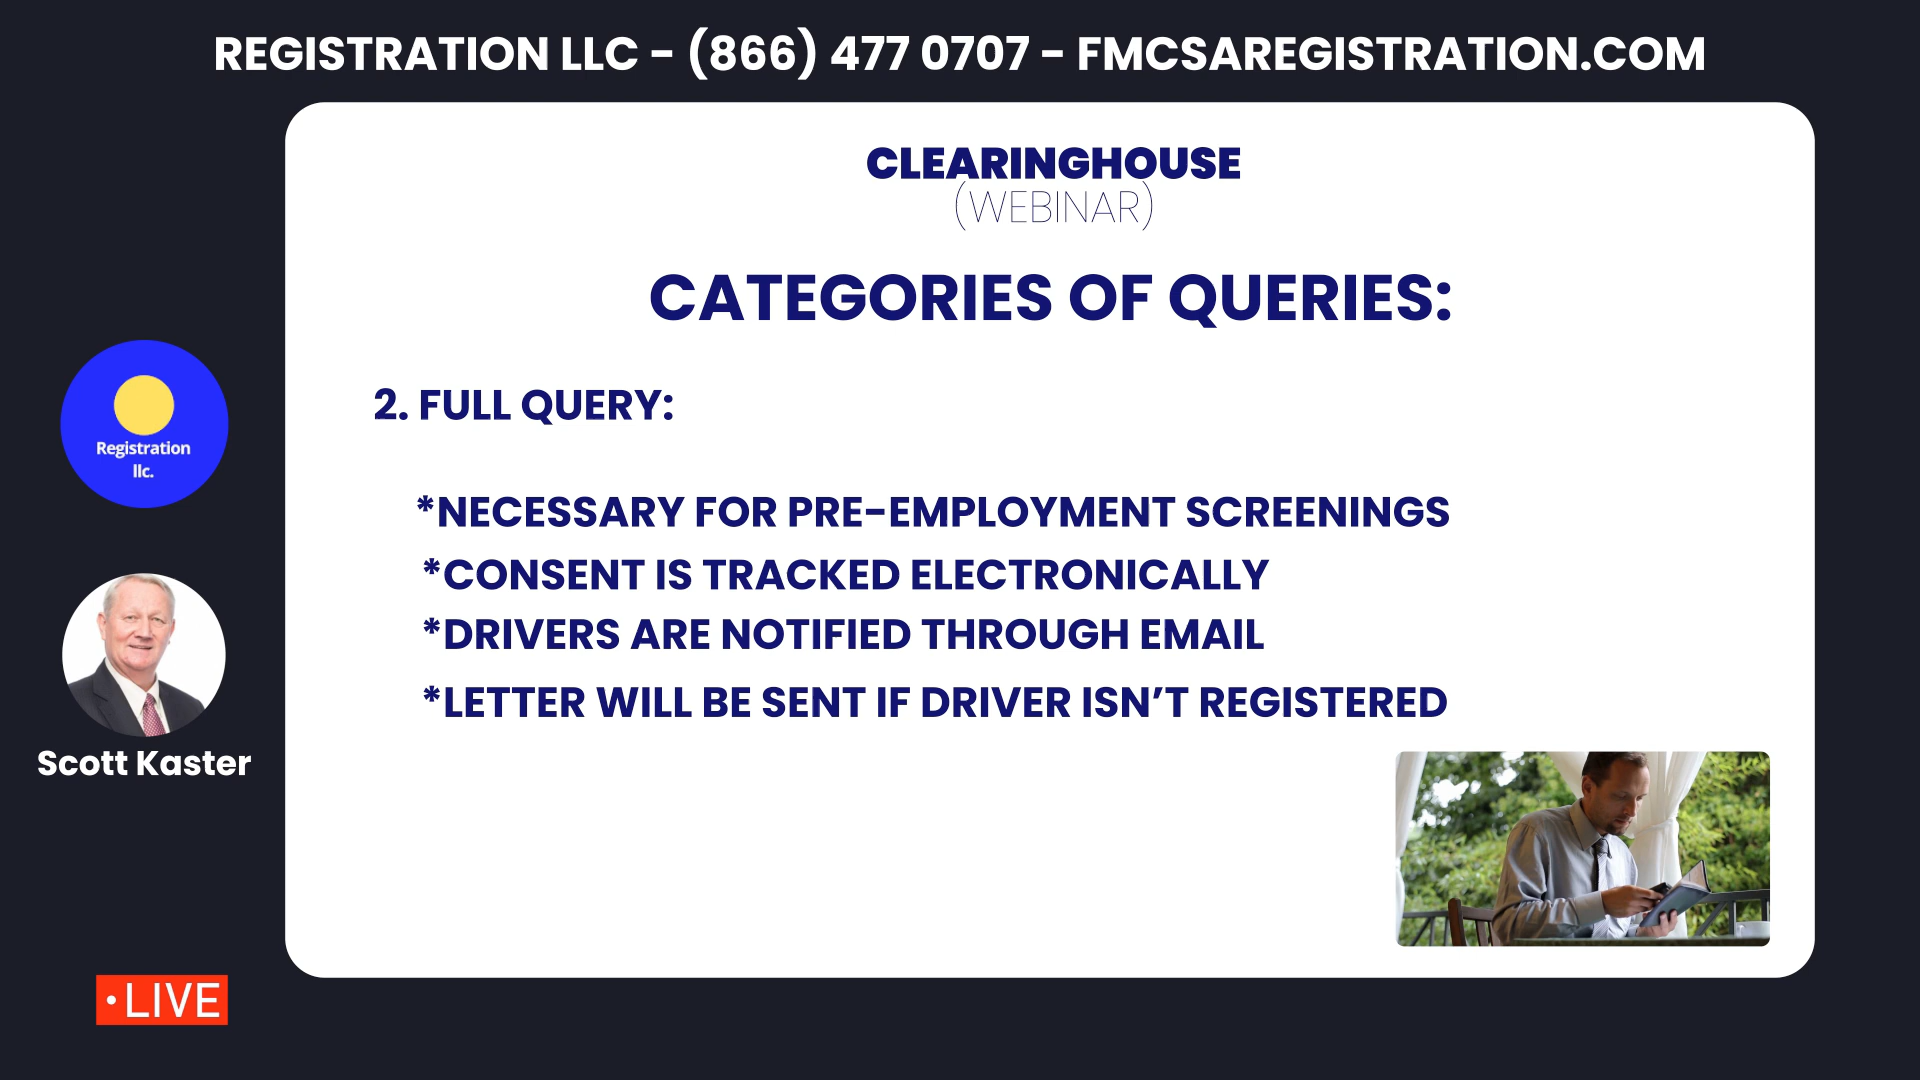 REGISTRATION LLC - (866) 477 0707 - FMCSAREGISTRATION.COM
CLEARINGHOUSE
(WEBINAR)
CATEGORIES OF QUERIES:
2. FULL QUERY:
*NECESSARY FOR PRE-EMPLOYMENT SCREENINGS
*CONSENT IS TRACKED ELECTRONICALLY
*DRIVERS ARE NOTIFIED THROUGH EMAIL
*LETTER WILL BE SENT IF DRIVER ISN’T REGISTERED
Registration
llc.
Scott Kaster
• LIVE